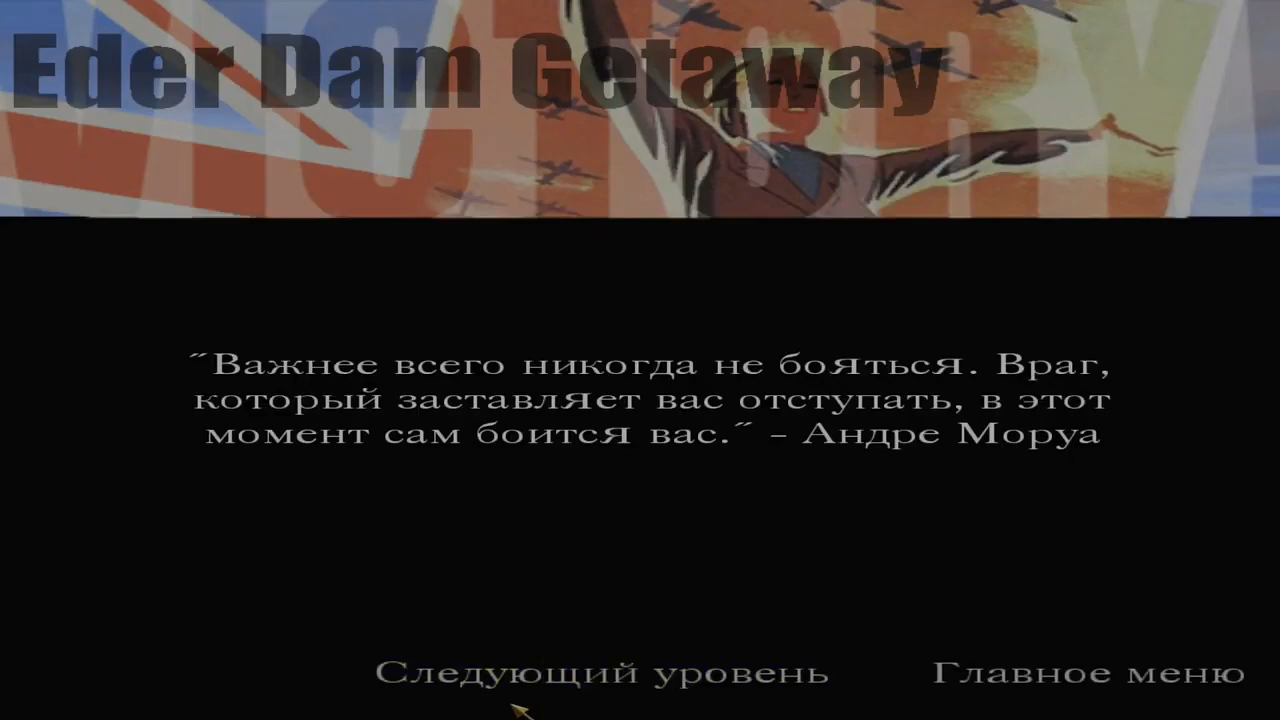 VICTORY
Eder Dam Getaway
"Важнее всего никогда не бояться. Враг,
который заставляет вас отступать, в этот
момент сам боится вас." – Андре Моруа
Следующий уровень
Главное меню